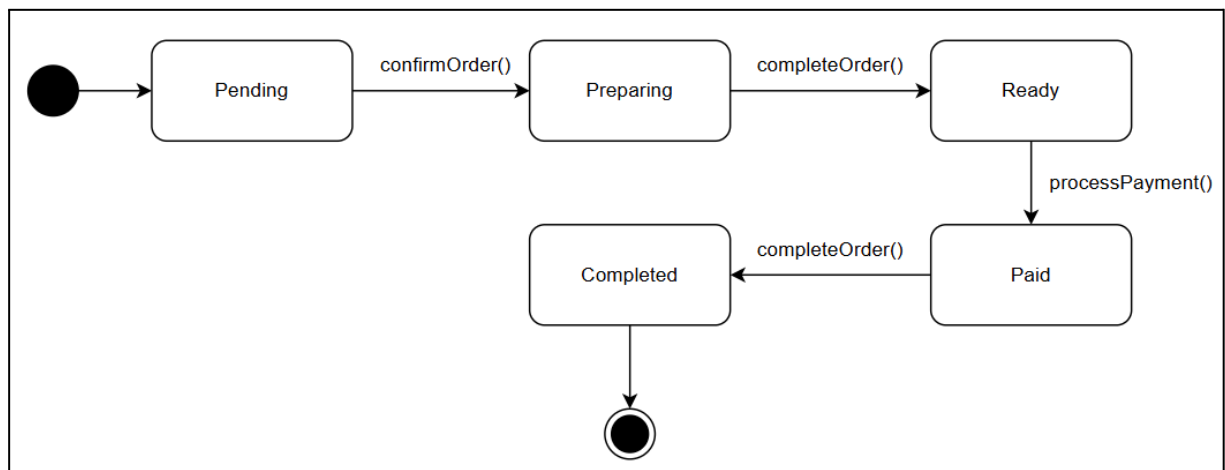 Pending
confirmOrder()
Preparing
completeOrder()
Ready
processPayment()
Completed
completeOrder()
Paid